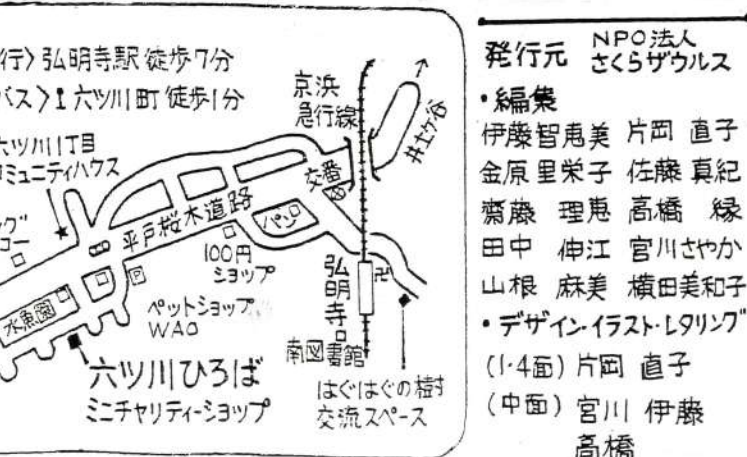 行〉弘明寺駅 徒歩7分
バス〉 六ツ川町 徒歩1分
六ツ川1丁目
コミュニティハウス
京浜
急行線
井土ヶ谷
交番
パチンコ
平戸桜木道路
100円
ショップ
水魚園
ペットショップ
WAO
弘明寺
卍
南図書館
六ツ川ひろば
ミニチャリティーショップ
はぐはぐの樹
交流スペース
発行元 NPO法人
さくらザウルス
・編集
伊藤智恵美 片岡 直子
金原里栄子 佐藤 真紀
齋藤 理恵 高橋 縁
田中 伸江 宮川さやか
山根 麻美 横田美和子
・デザイン・イラスト・レタリング
(1・4面) 片岡 直子
(中面) 宮川 伊藤
高橋